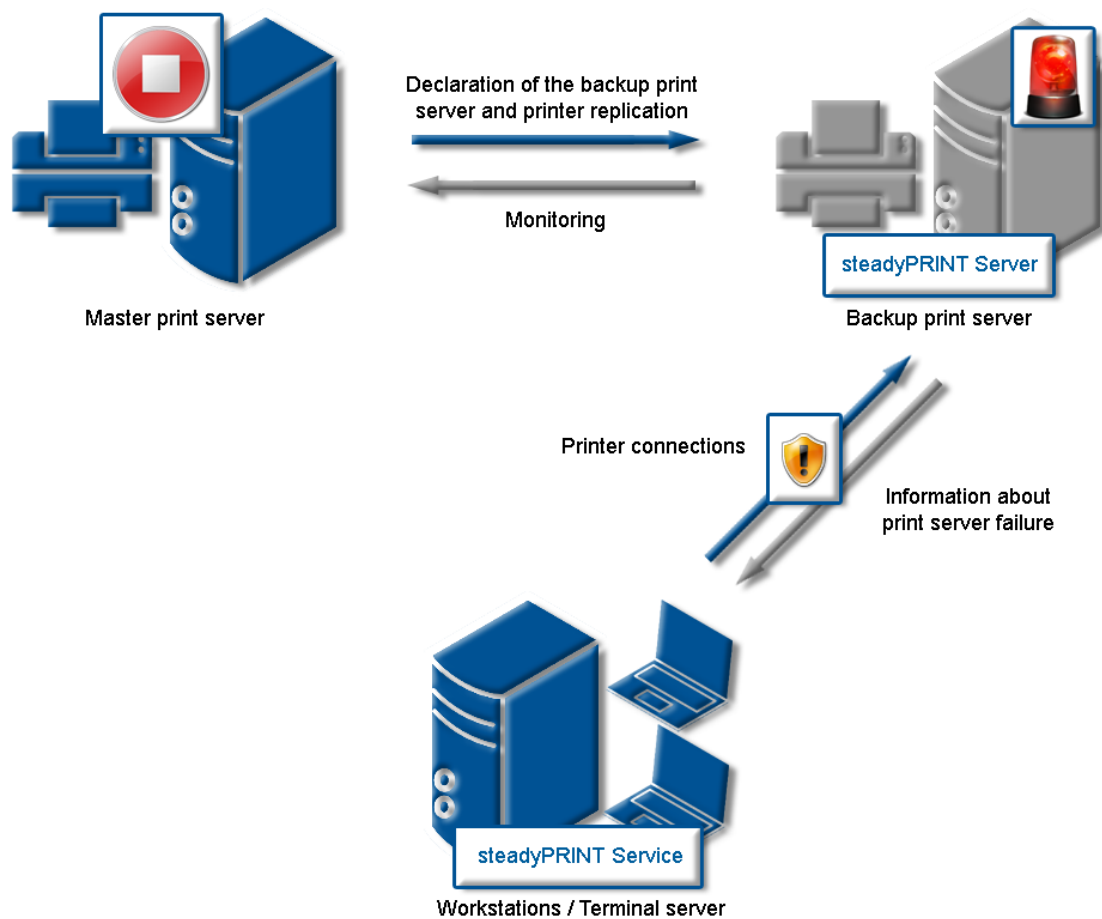 Declaration of the backup print
server and printer replication
Monitoring
steadyPRINT Server
Master print server
Backup print server
Printer connections
Information about
print server failure
steadyPRINT Service
Workstations / Terminal server